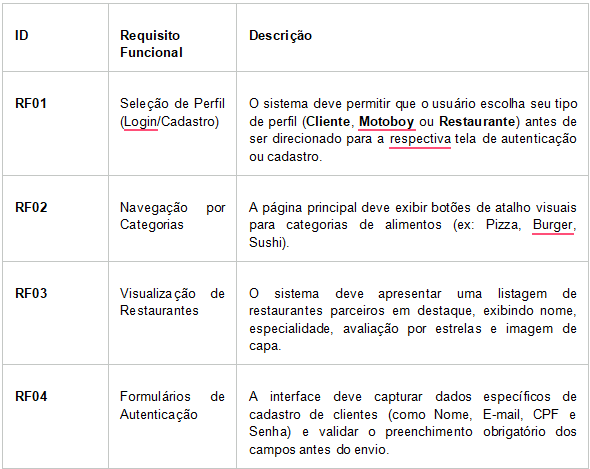 ID
Requisito
Funcional
Descrição
RF01
Seleção de Perfil
(Login/Cadastro)
O sistema deve permitir que o usuário escolha seu tipo
de perfil (Cliente, Motoboy ou Restaurante) antes de
ser direcionado para a respectiva tela de autenticação
ou cadastro.
RF02
Navegação por
Categorias
A página principal deve exibir botões de atalho visuais
para categorias de alimentos (ex: Pizza, Burger,
Sushi).
RF03
Visualização de
Restaurantes
O sistema deve apresentar uma listagem de
restaurantes parceiros em destaque, exibindo nome,
especialidade, avaliação por estrelas e imagem de
capa.
RF04
Formulários de
Autenticação
A interface deve capturar dados específicos de
cadastro de clientes (como Nome, E-mail, CPF e
Senha) e validar o preenchimento obrigatório dos
campos antes do envio.